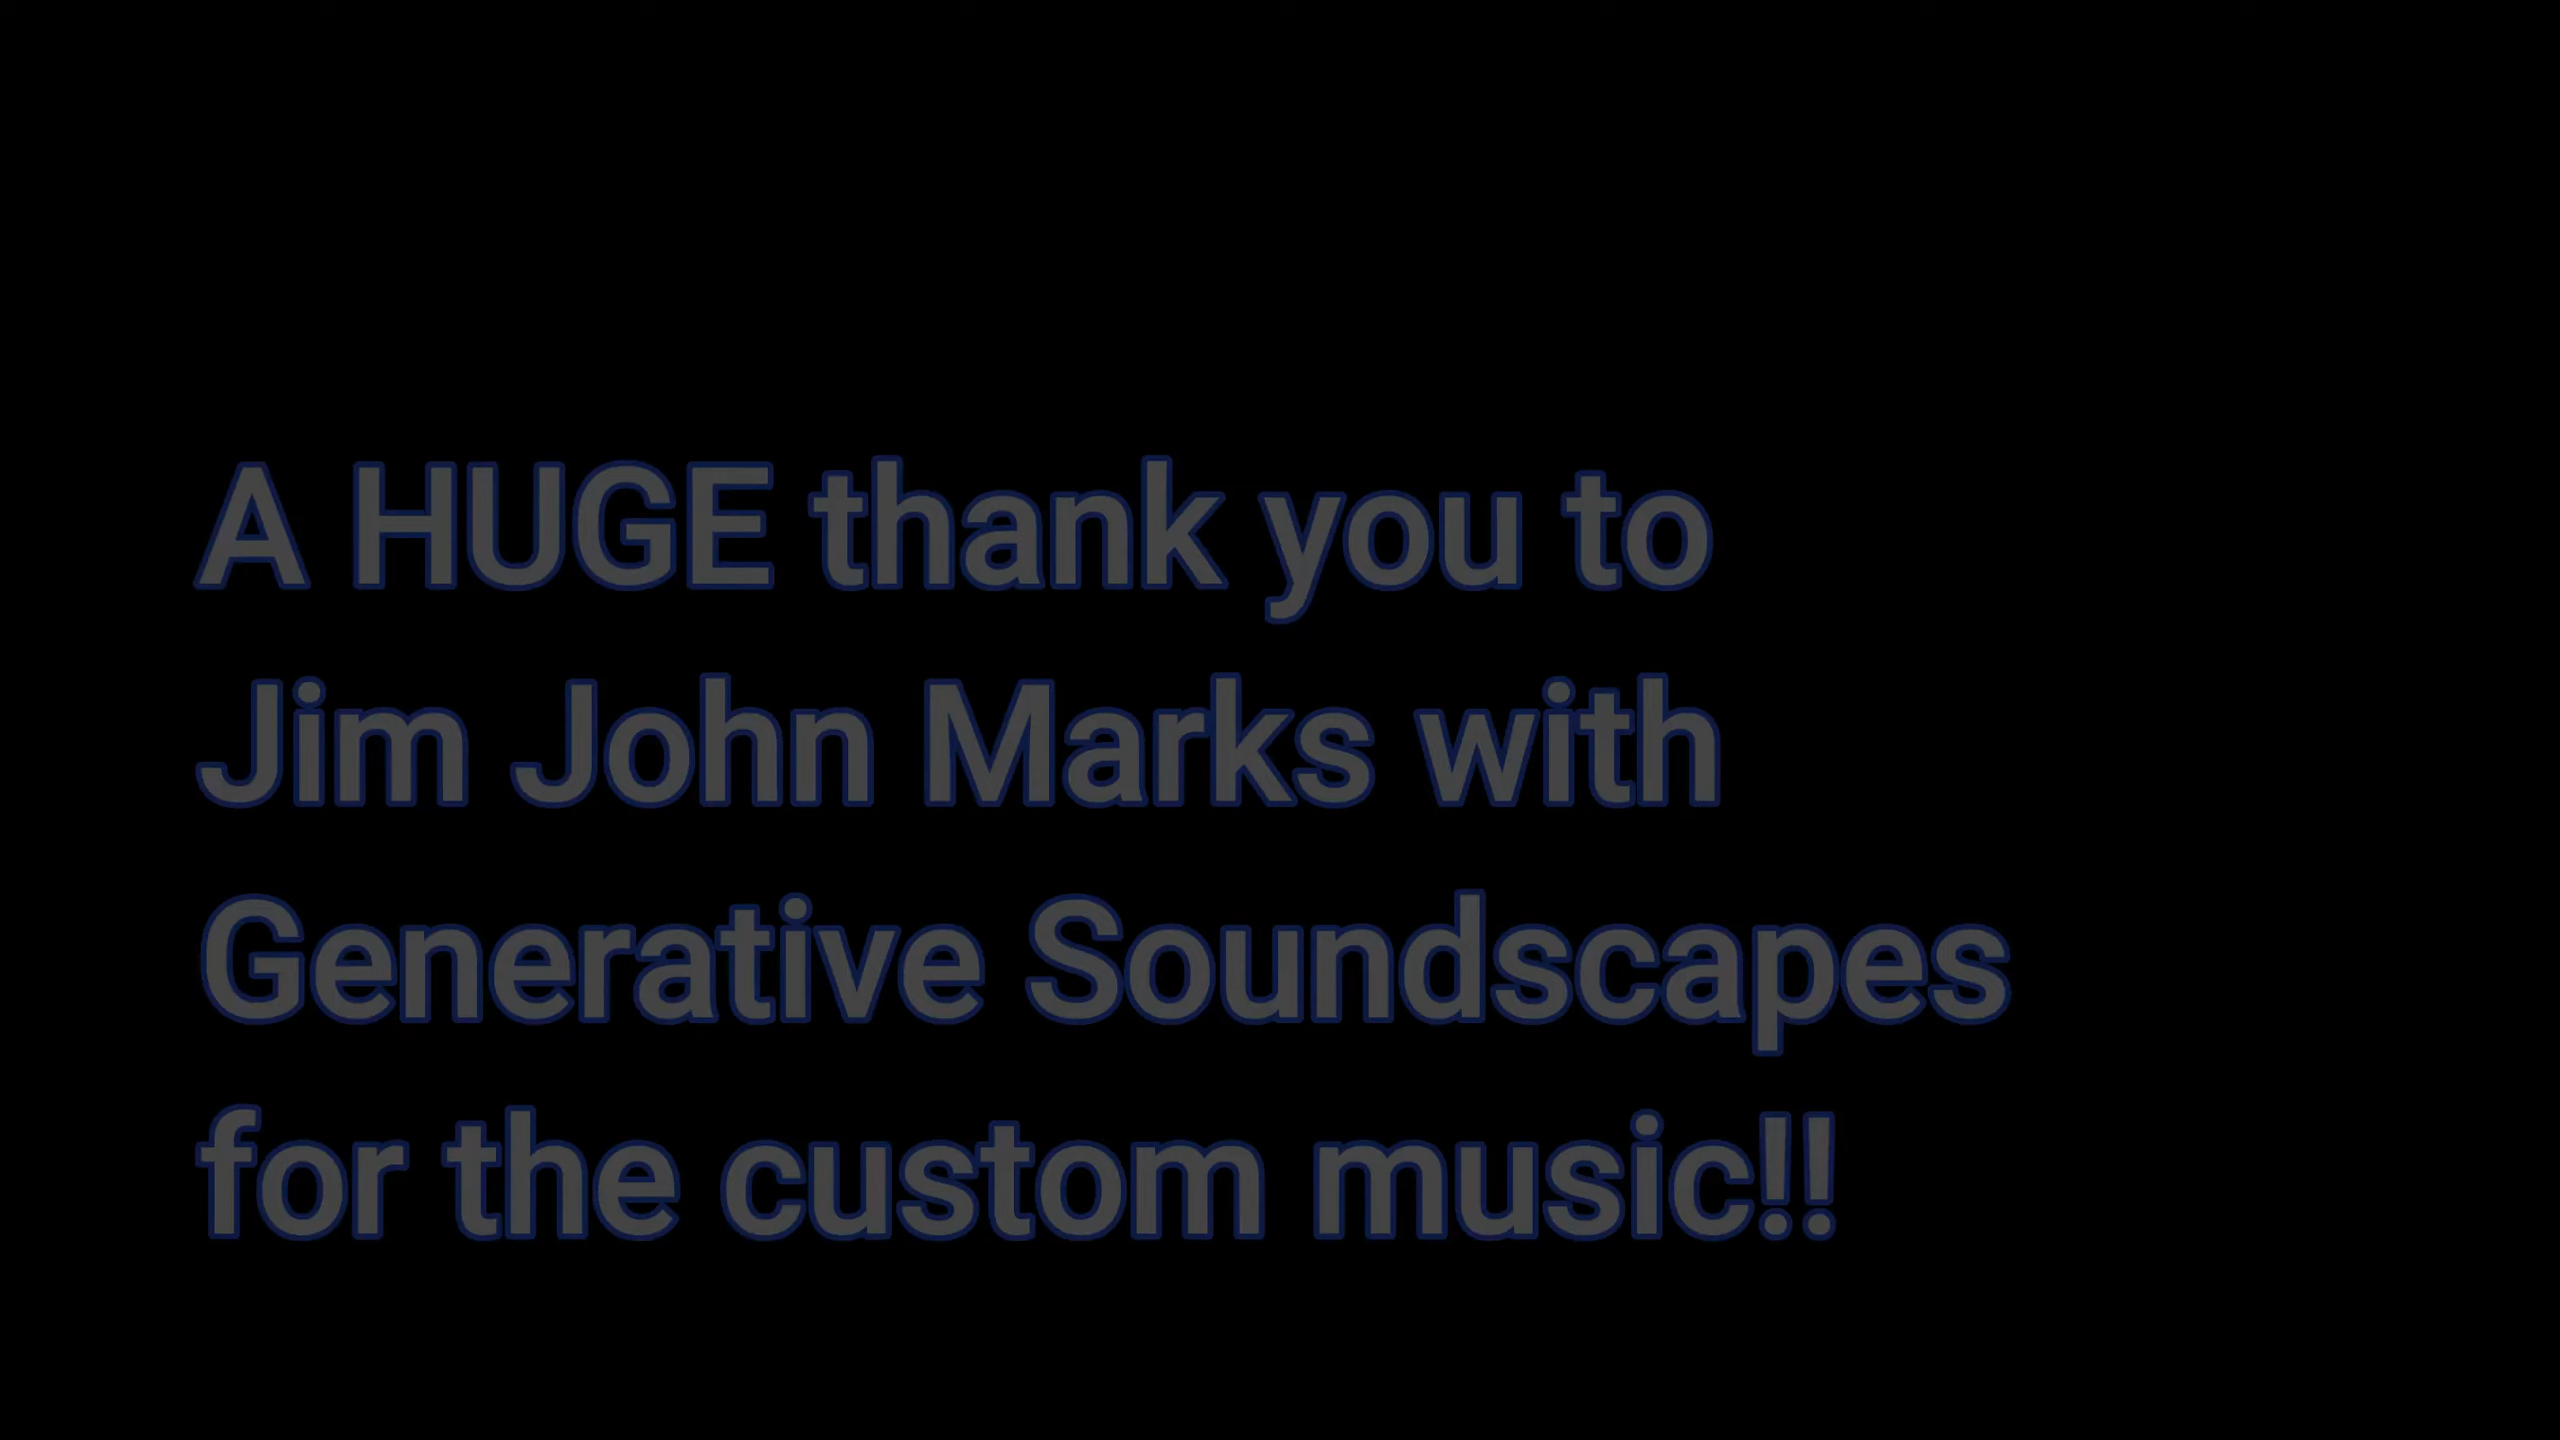 A HUGE thank you to
Jim John Marks with
Generative Soundscapes
for the custom music!!